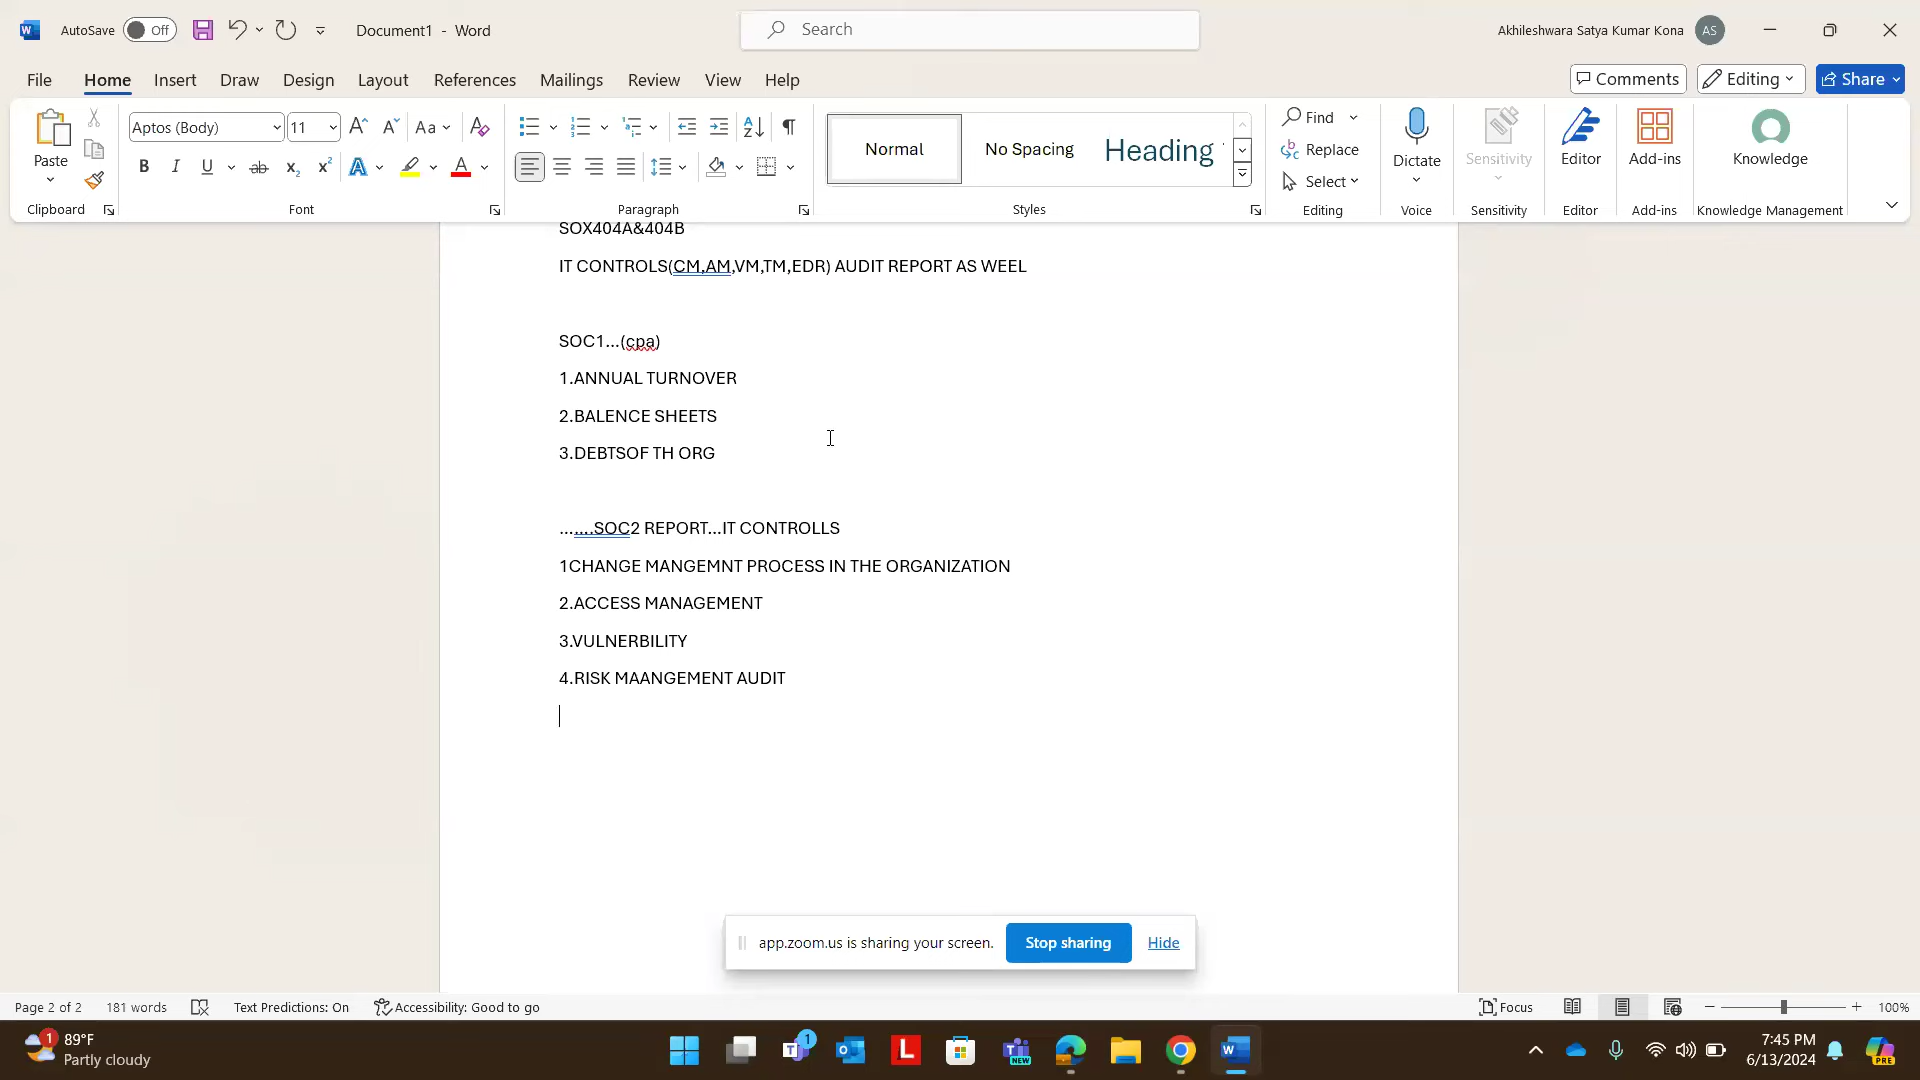 AutoSave Off Document1 - Word Search Akhileshwara Satya Kumar Kona AS
File Home Insert Draw Design Layout References Mailings Review View Help Comments Editing Share
Paste
Clipboard
Aptos (Body) 11
Font
Paragraph
Normal No Spacing Heading
Styles
Find
Replace
Select
Editing
Dictate
Voice
Sensitivity
Sensitivity
Editor
Editor
Add-ins
Add-ins
Knowledge
Knowledge Management
SOX404A&404B
IT CONTROLS(CM,AM,VM,TM,EDR) AUDIT REPORT AS WEEL
SOC1...(cpa)
1.ANNUAL TURNOVER
2.BALENCE SHEETS
3.DEBTSOF TH ORG
.......SOC2 REPORT...IT CONTROLLS
1CHANGE MANGEMNT PROCESS IN THE ORGANIZATION
2.ACCESS MANAGEMENT
3.VULNERBILITY
4.RISK MAANGEMENT AUDIT
app.zoom.us is sharing your screen. Stop sharing Hide
Page 2 of 2 181 words Text Predictions: On Accessibility: Good to go Focus 100%
89°F
Partly cloudy
7:45 PM
6/13/2024